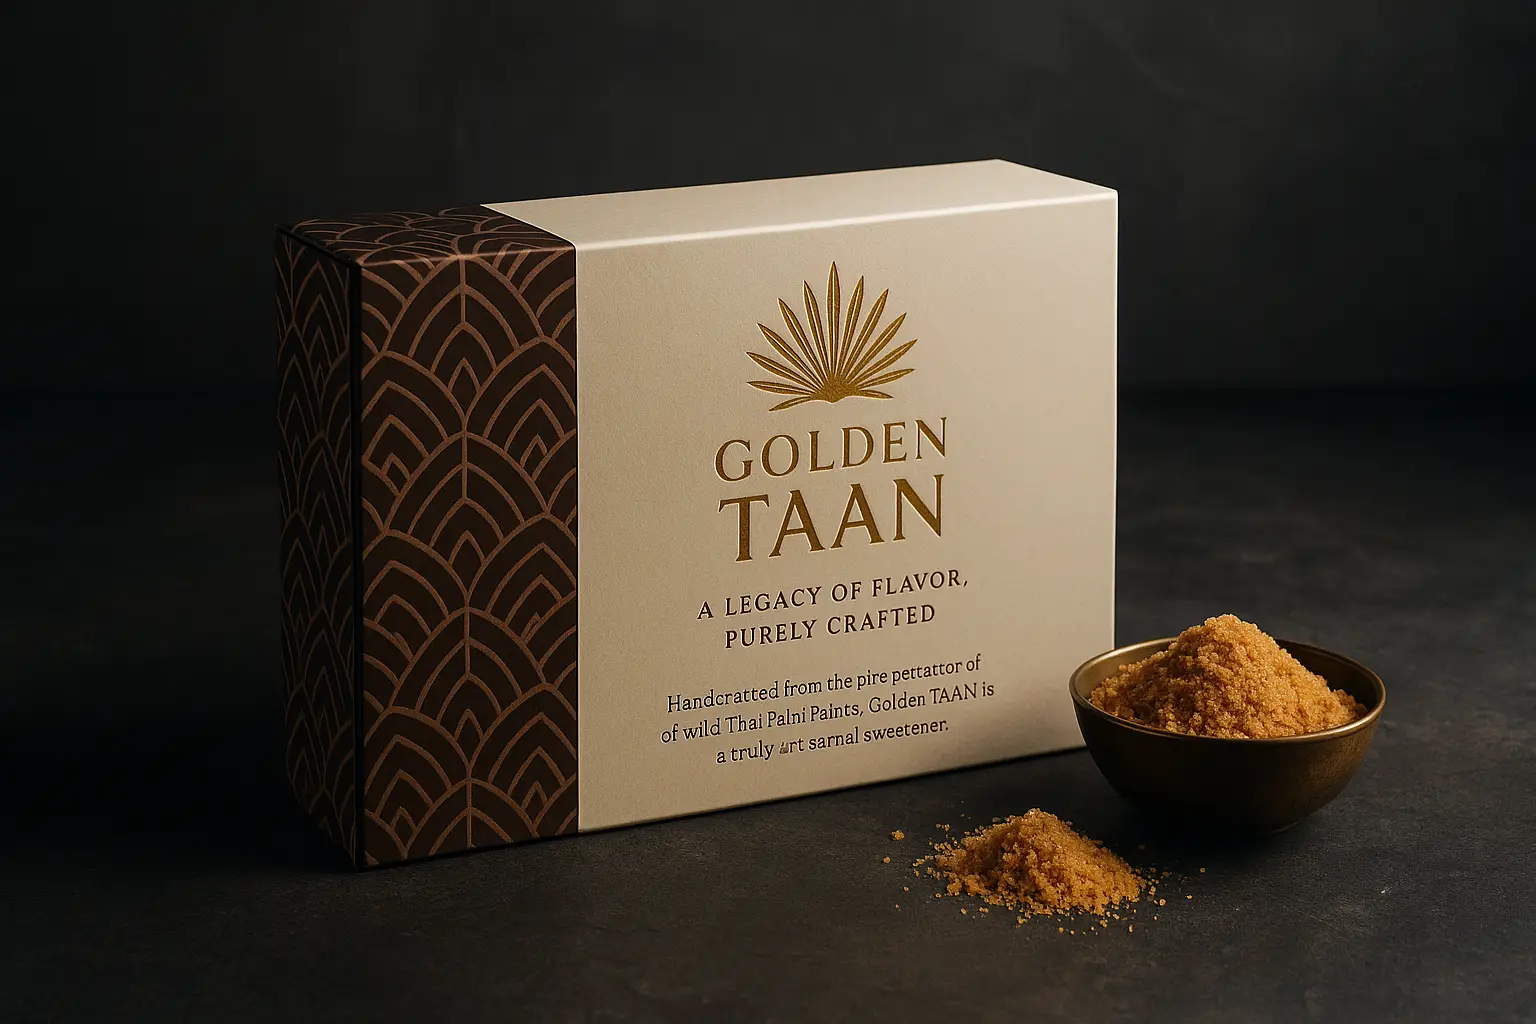 GOLDEN
TAAN
A LEGACY OF FLAVOR,
PURELY CRAFTED
Handcratted from the pire pettattor of
of wild Thai Palni Paints, Golden TAAN is
a truly art sarnal sweetener.